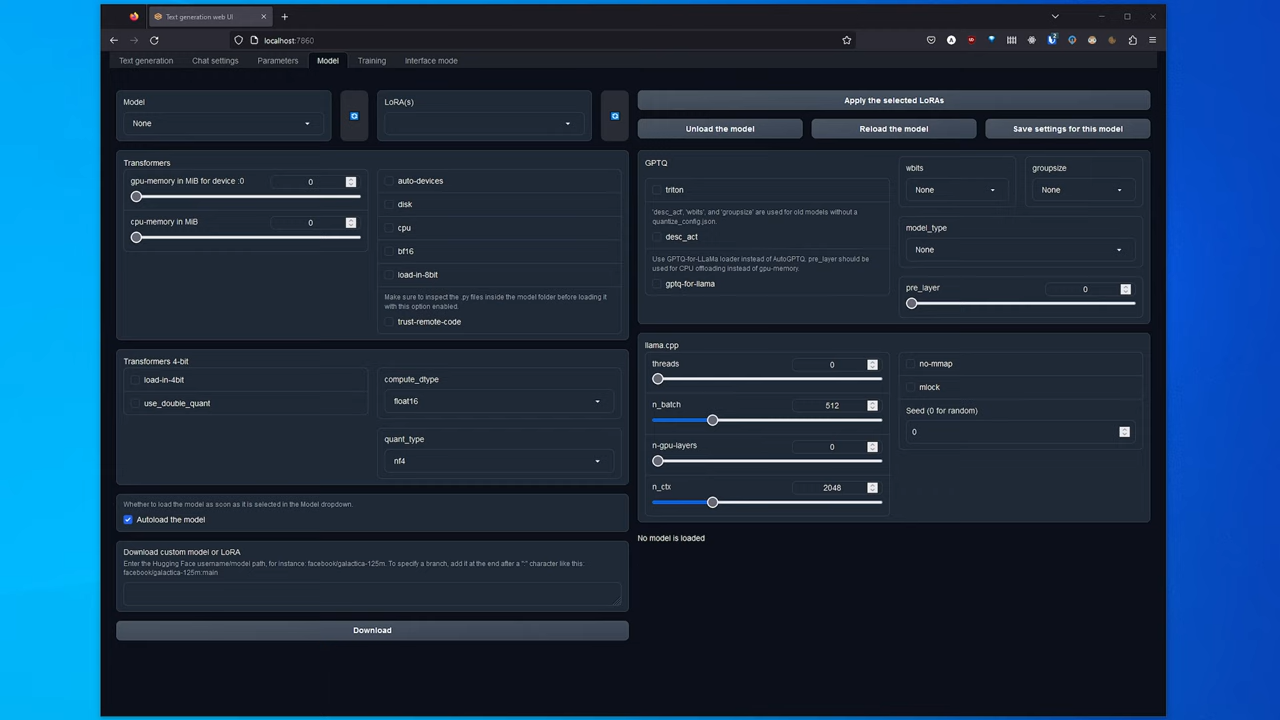 Text generation web UI
localhost:7860
Text generation
Chat settings
Parameters
Model
Training
Interface mode
Model
None
LoRA(s)
Apply the selected LoRAs
Unload the model
Reload the model
Save settings for this model
Transformers
gpu-memory in MiB for device :0
0
cpu-memory in MiB
0
auto-devices
disk
cpu
bf16
load-in-8bit
Make sure to inspect the .py files inside the model folder before loading it
with this option enabled.
trust-remote-code
Transformers 4-bit
load-in-4bit
use_double_quant
compute_dtype
float16
quant_type
nf4
Whether to load the model as soon as it is selected in the Model dropdown.
Autoload the model
Download custom model or LoRA
Enter the Hugging Face username/model path, for instance: facebook/galactica-125m. To specify a branch, add it at the end after a ":" character like this:
facebook/galactica-125m:main
Download
GPTQ
triton
'desc_act', 'wbits', and 'groupsize' are used for old models without a
quantize_config.json.
desc_act
Use GPTQ-for-LLaMa loader instead of AutoGPTQ. pre_layer should be
used for CPU offloading instead of gpu-memory.
gptq-for-llama
wbits
None
groupsize
None
model_type
None
pre_layer
0
llama.cpp
threads
0
n_batch
512
n-gpu-layers
0
n_ctx
2048
no-mmap
mlock
Seed (0 for random)
0
No model is loaded